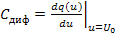 C_диф = dq(u)/du |_{u=U_0}